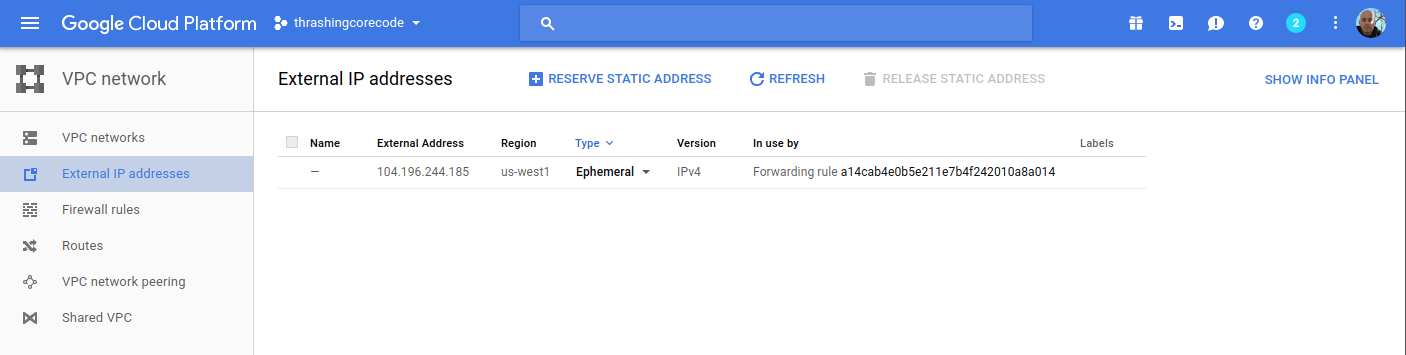 Google Cloud Platform thrashingcorecode 2
VPC network External IP addresses RESERVE STATIC ADDRESS REFRESH RELEASE STATIC ADDRESS SHOW INFO PANEL
VPC networks
External IP addresses
Firewall rules
Routes
VPC network peering
Shared VPC
Name External Address Region Type Version In use by Labels
— 104.196.244.185 us-west1 Ephemeral IPv4 Forwarding rule a14cab4e0b5e211e7b4f242010a8a014